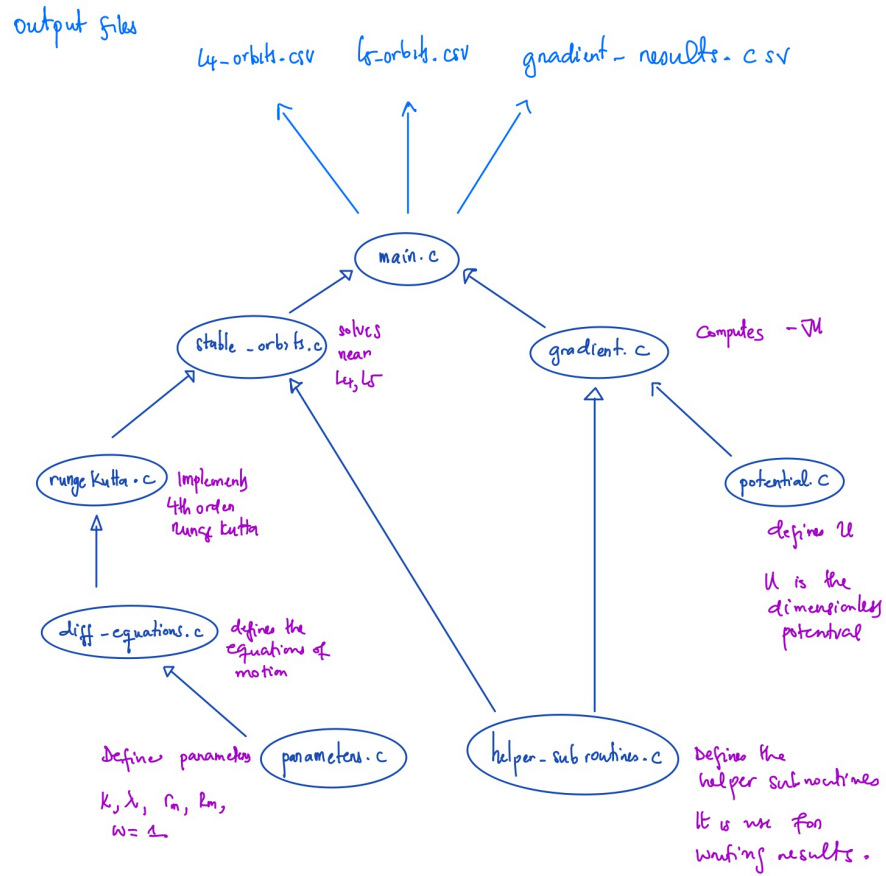 output files
L4-orbits.csv L5-orbits.csv gradient-results.csv
main.c
stable-orbits.c
solves
near
L4, L5
gradient.c
Computes -∇U
rungekutta.c
Implements
4th order
runge kutta
potential.c
defines U
U is the
dimensionless
potential
diff-equations.c
defines the
equations of
motion
Define parameters
K, λ, rm, Rm,
w=1
parameters.c
helper-subroutines.c
Defines the
helper subroutines
It is use for
writing results.